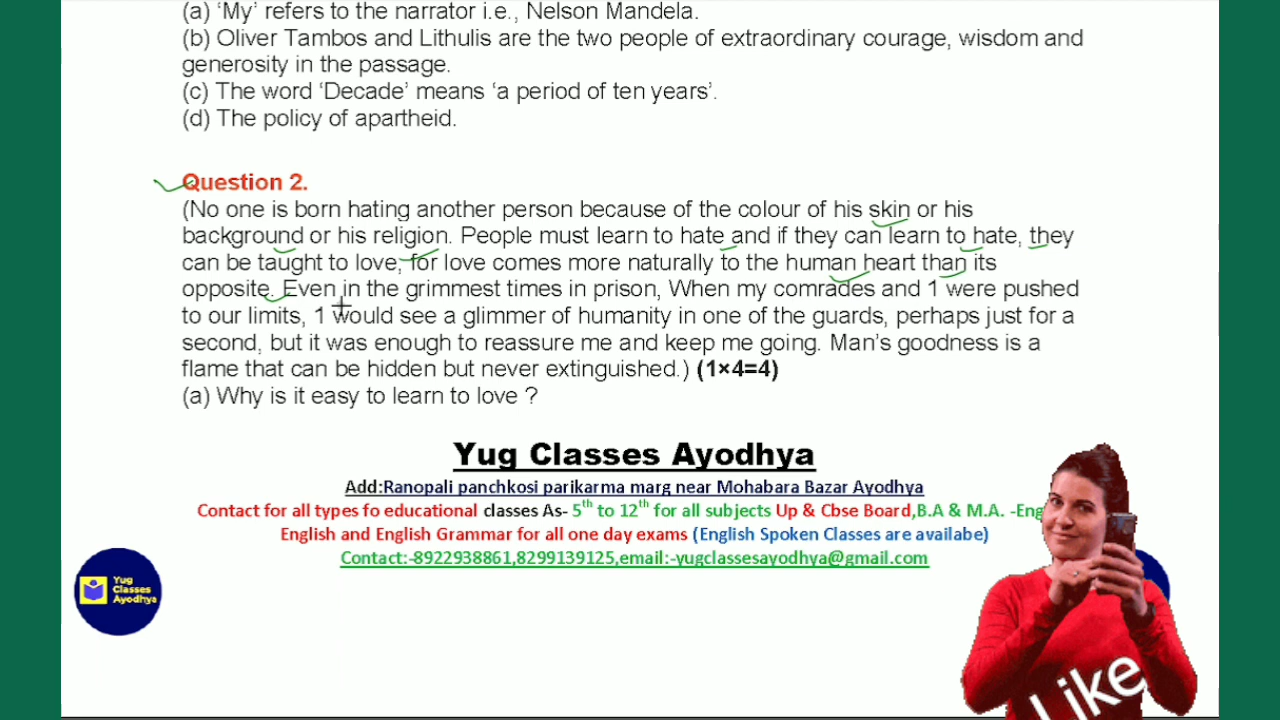 (a) ‘My’ refers to the narrator i.e., Nelson Mandela.
(b) Oliver Tambos and Lithulis are the two people of extraordinary courage, wisdom and
generosity in the passage.
(c) The word ‘Decade’ means ‘a period of ten years’.
(d) The policy of apartheid.
Question 2.
(No one is born hating another person because of the colour of his skin or his
background or his religion. People must learn to hate and if they can learn to hate, they
can be taught to love, for love comes more naturally to the human heart than its
opposite. Even in the grimmest times in prison, When my comrades and 1 were pushed
to our limits, 1 would see a glimmer of humanity in one of the guards, perhaps just for a
second, but it was enough to reassure me and keep me going. Man’s goodness is a
flame that can be hidden but never extinguished.) (1×4=4)
(a) Why is it easy to learn to love ?
Yug Classes Ayodhya
Add:Ranopali panchkosi parikarma marg near Mohabara Bazar Ayodhya
Contact for all types fo educational classes As- 5th to 12th for all subjects Up & Cbse Board,B.A & M.A. -Eng
English and English Grammar for all one day exams (English Spoken Classes are availabe)
Contact:-8922938861,8299139125,email:-yugclassesayodhya@gmail.com
Yug
Classes
Ayodhya
Like